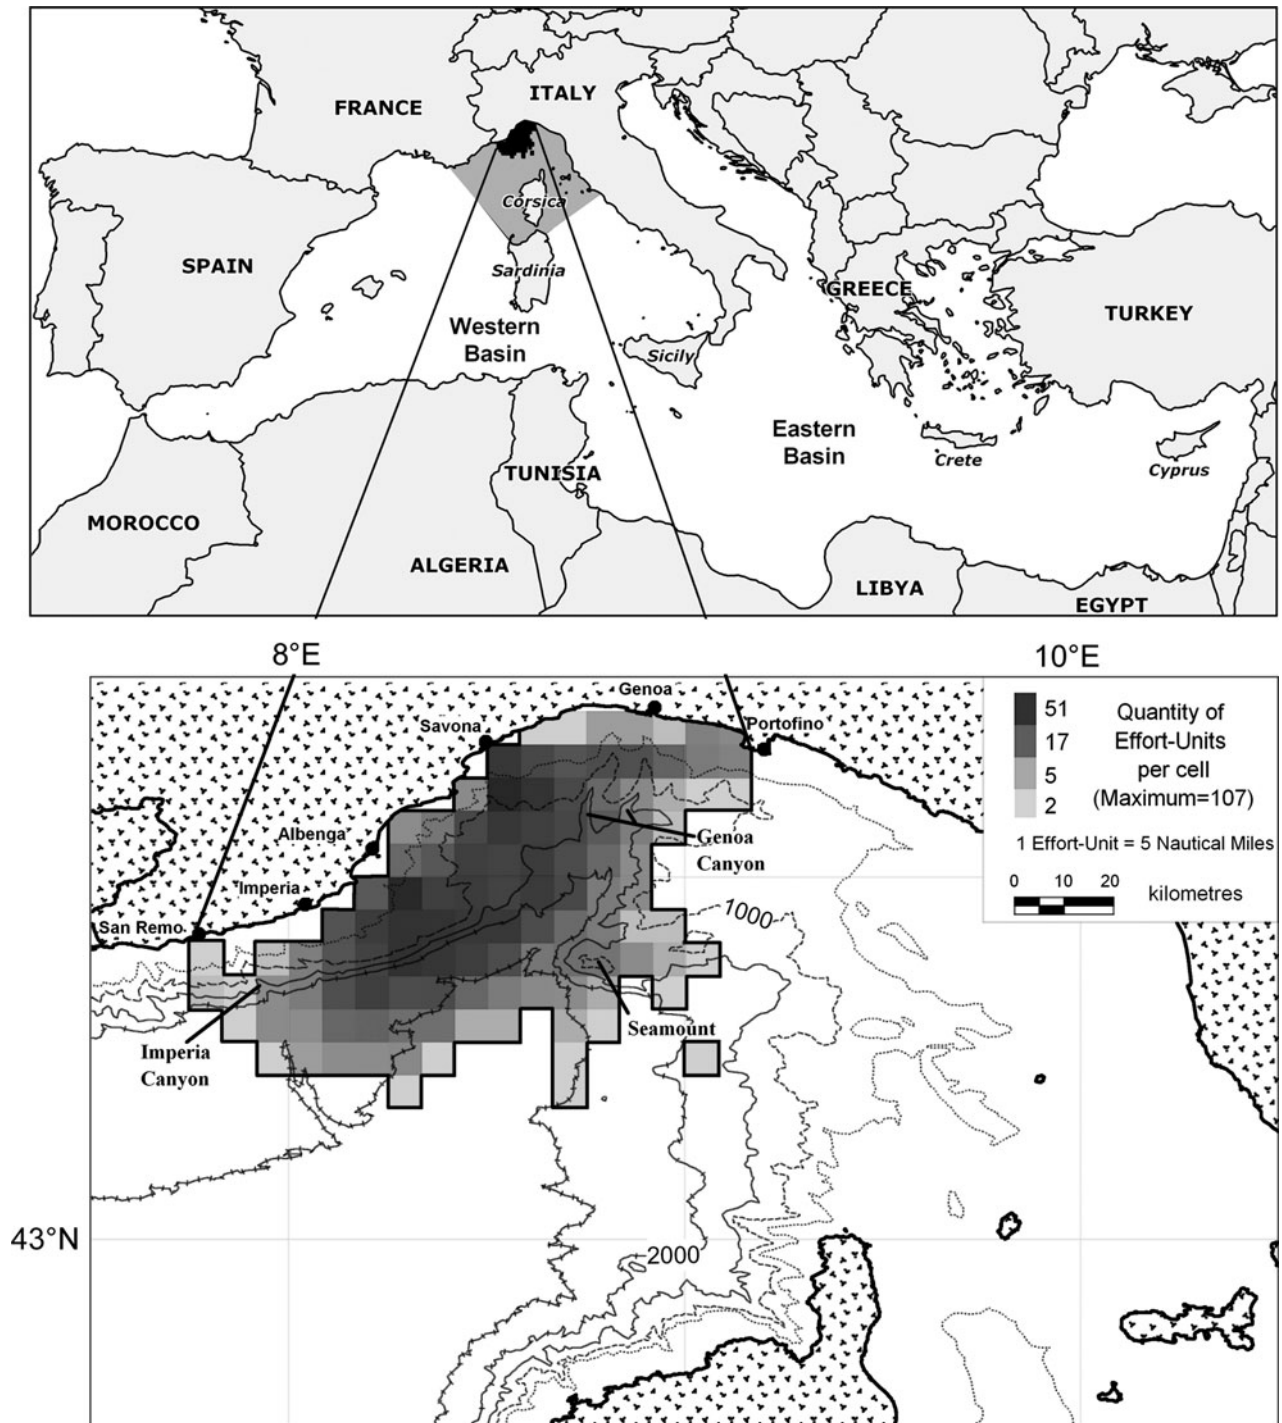 FRANCE
ITALY
Corsica
SPAIN
Sardinia
GREECE
TURKEY
Western
Basin
Sicily
Eastern
Basin
Crete
Cyprus
TUNISIA
MOROCCO
ALGERIA
LIBYA
EGYPT
8°E
10°E
Genoa
Savona
Portofino
51
17
5
2
Quantity of
Effort-Units
per cell
(Maximum=107)
1 Effort-Unit = 5 Nautical Miles
0 10 20
kilometres
Albenga
Genoa
Canyon
Imperia
San Remo
1000
Seamount
Imperia
Canyon
43°N
2000